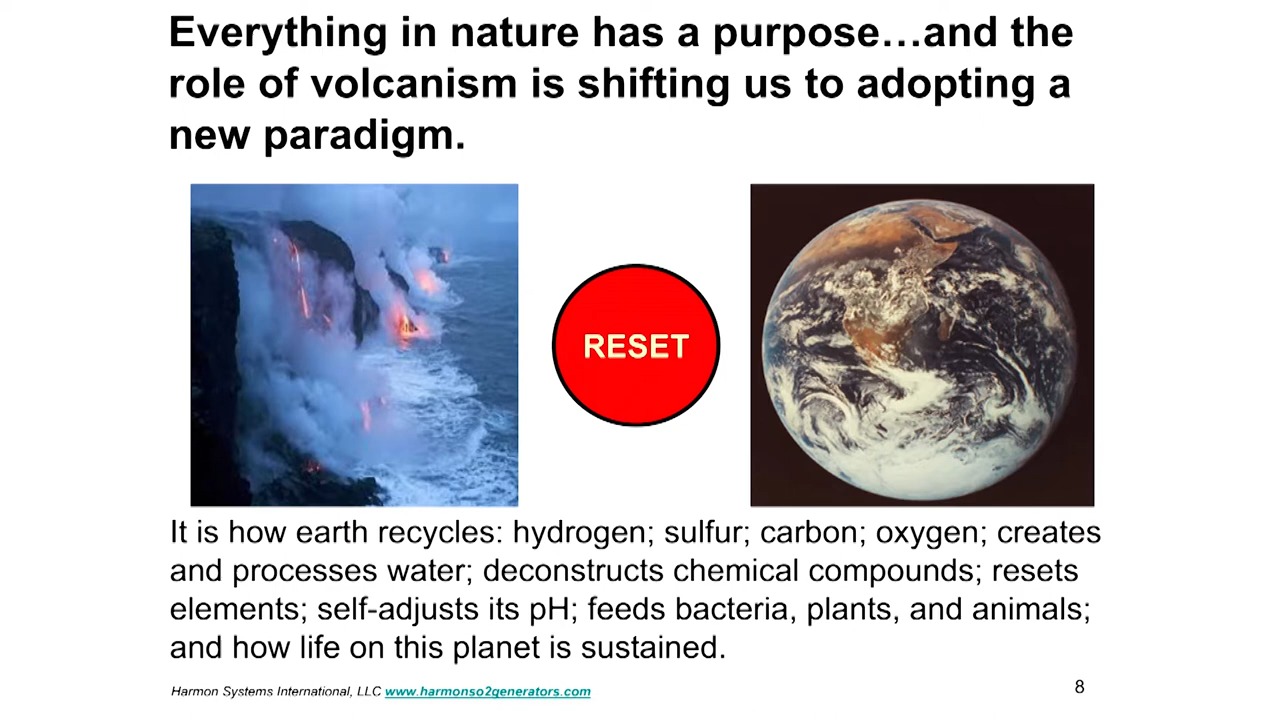 Everything in nature has a purpose…and the
role of volcanism is shifting us to adopting a
new paradigm.
RESET
It is how earth recycles: hydrogen; sulfur; carbon; oxygen; creates
and processes water; deconstructs chemical compounds; resets
elements; self-adjusts its pH; feeds bacteria, plants, and animals;
and how life on this planet is sustained.
Harmon Systems International, LLC www.harmonso2generators.com
8